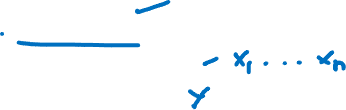 x₁ .... xₙ
y